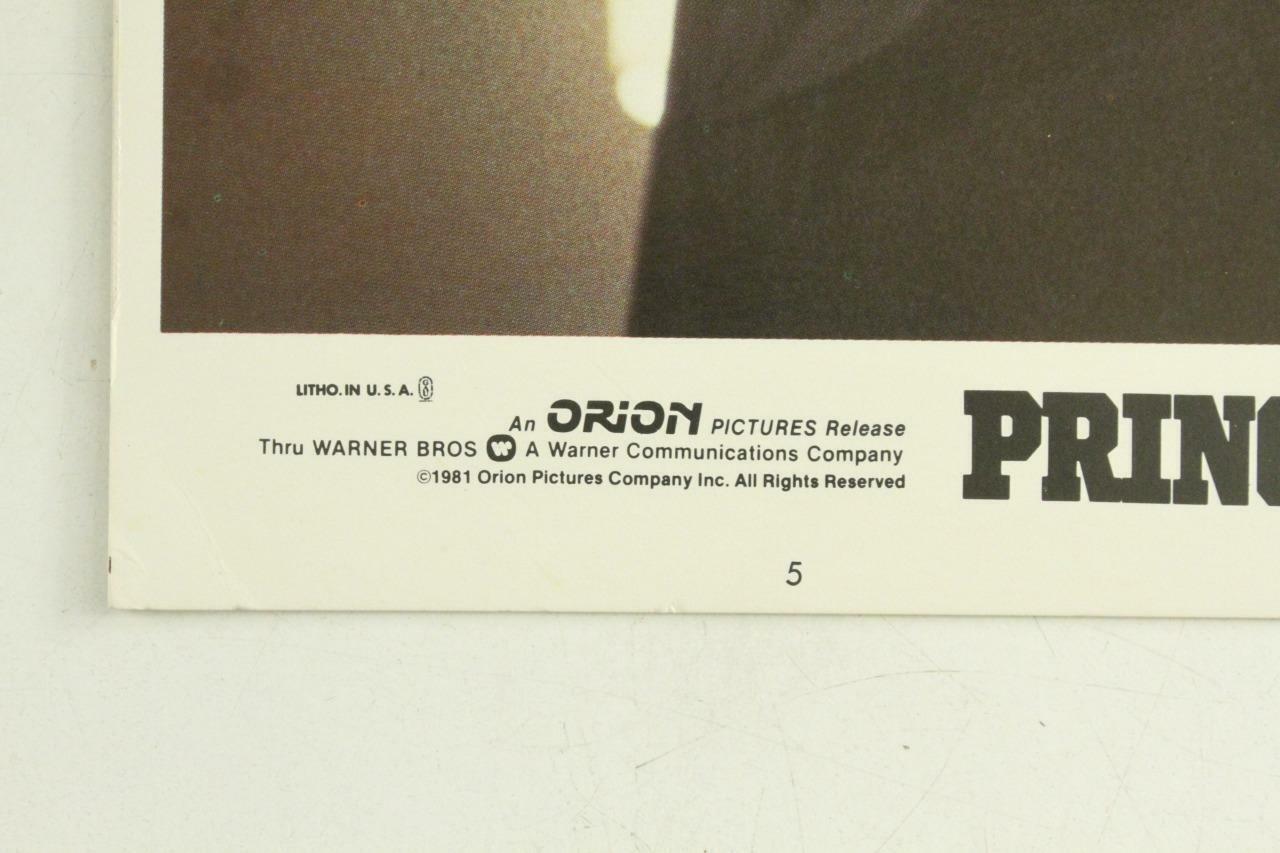 LITHO. IN U. S. A.
An ORION PICTURES Release
Thru WARNER BROS W A Warner Communications Company
©1981 Orion Pictures Company Inc. All Rights Reserved
PRINC
5